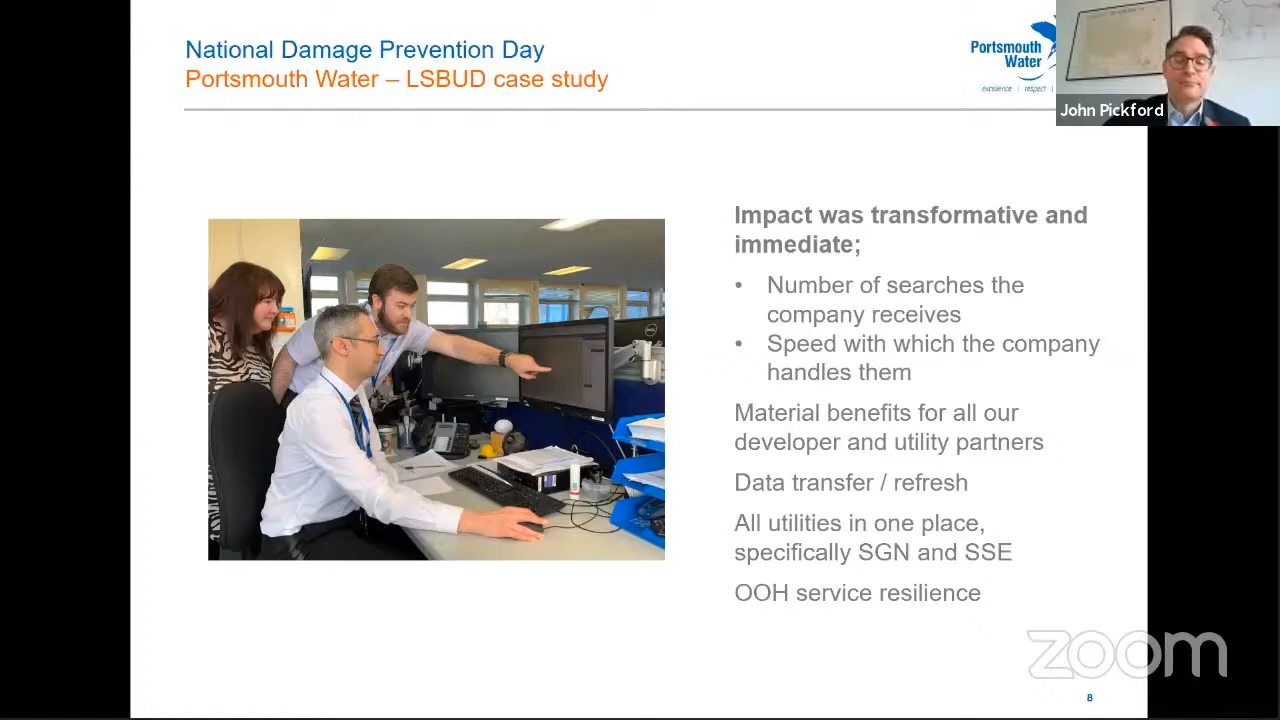 National Damage Prevention Day
Portsmouth Water – LSBUD case study
Portsmouth
Water
excellence | respect |
John Pickford
Impact was transformative and
immediate;
• Number of searches the
company receives
• Speed with which the company
handles them
Material benefits for all our
developer and utility partners
Data transfer / refresh
All utilities in one place,
specifically SGN and SSE
OOH service resilience
zoom
8